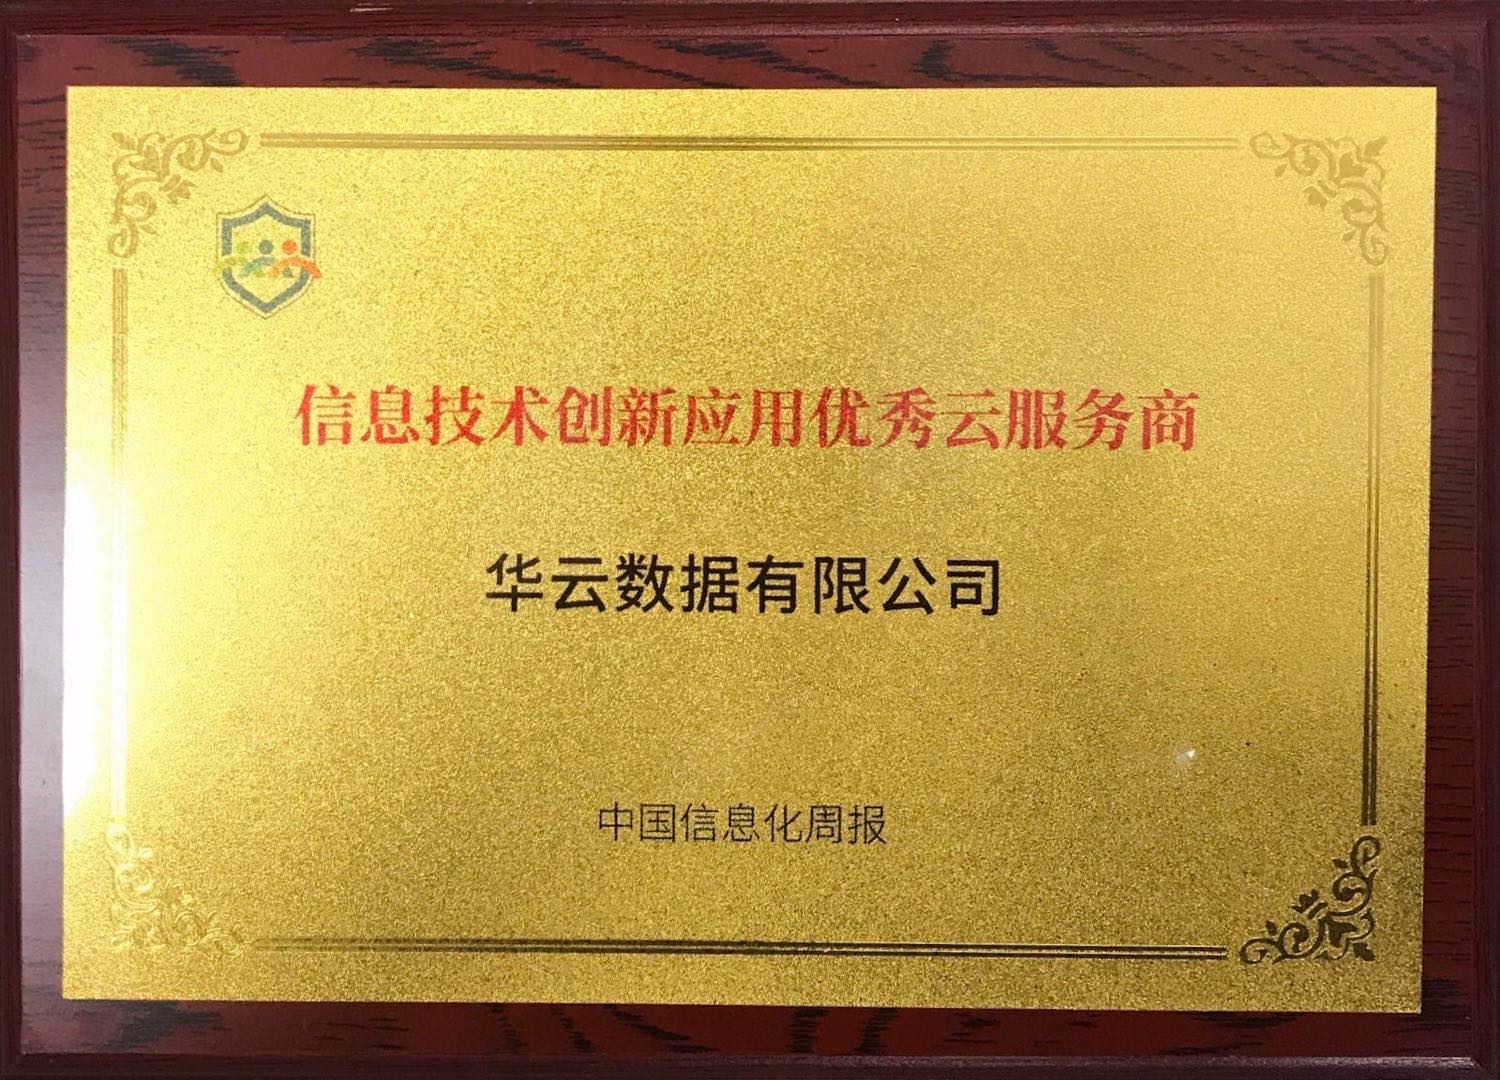 信息技术创新应用优秀云服务商
华云数据有限公司
中国信息化周报